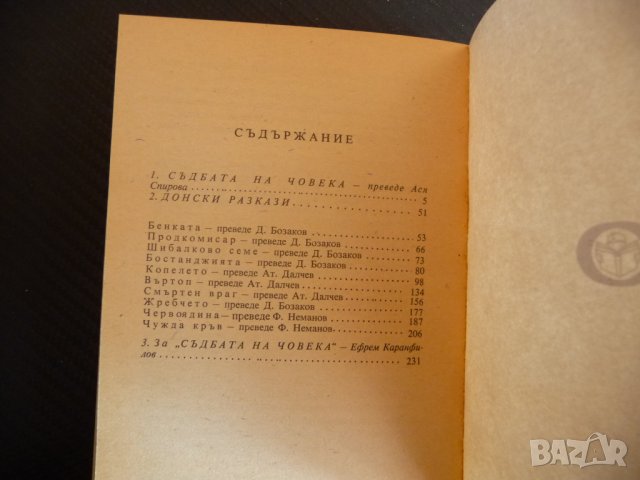 СЪДЪРЖАНИЕ
1. СЪДБАТА НА ЧОВЕКА — преведе Ася
Спирова . . . . . . . . . . 5
2. ДОНСКИ РАЗКАЗИ . . . . . . . . . . 51
Бенката — преведе Д. Бозаков . . . . . 53
Продкомисар — преведе Д. Бозаков . . . . . 66
Шибалково семе — преведе Д. Бозаков . . . . . 73
Бостанджията — преведе Д. Бозаков . . . . . 80
Копелето — преведе Ат. Далчев . . . . . 98
Въртоп — преведе Ат. Далчев . . . . . 134
Смъртен враг — преведе Ат. Далчев . . . . . 156
Жребчето — преведе Д. Бозаков . . . . . 177
Червоядина — преведе Ф. Неманов . . . . . 187
Чужда кръв — преведе Ф. Неманов . . . . . 206
3. За „СЪДБАТА НА ЧОВЕКА“ — Ефрем Каранфи-
лов . . . . . . . . . . 231
BAZAR.bg